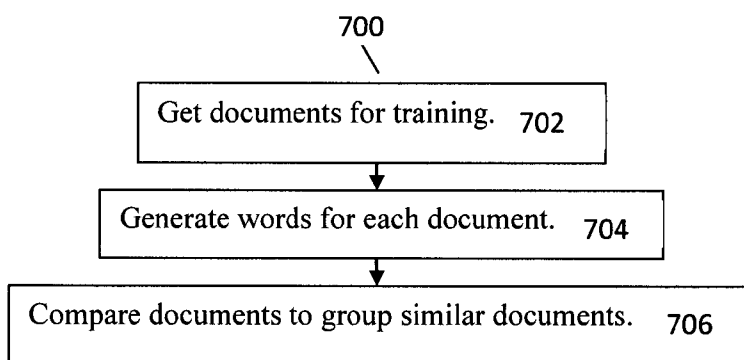 700
Get documents for training. 702
Generate words for each document. 704
Compare documents to group similar documents. 706